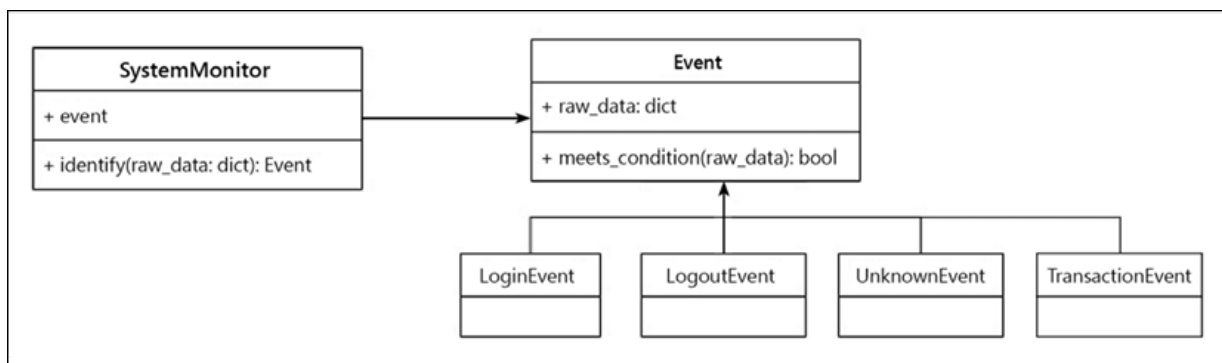 SystemMonitor
+ event
+ identify(raw_data: dict): Event
Event
+ raw_data: dict
+ meets_condition(raw_data): bool
LoginEvent
LogoutEvent
UnknownEvent
TransactionEvent